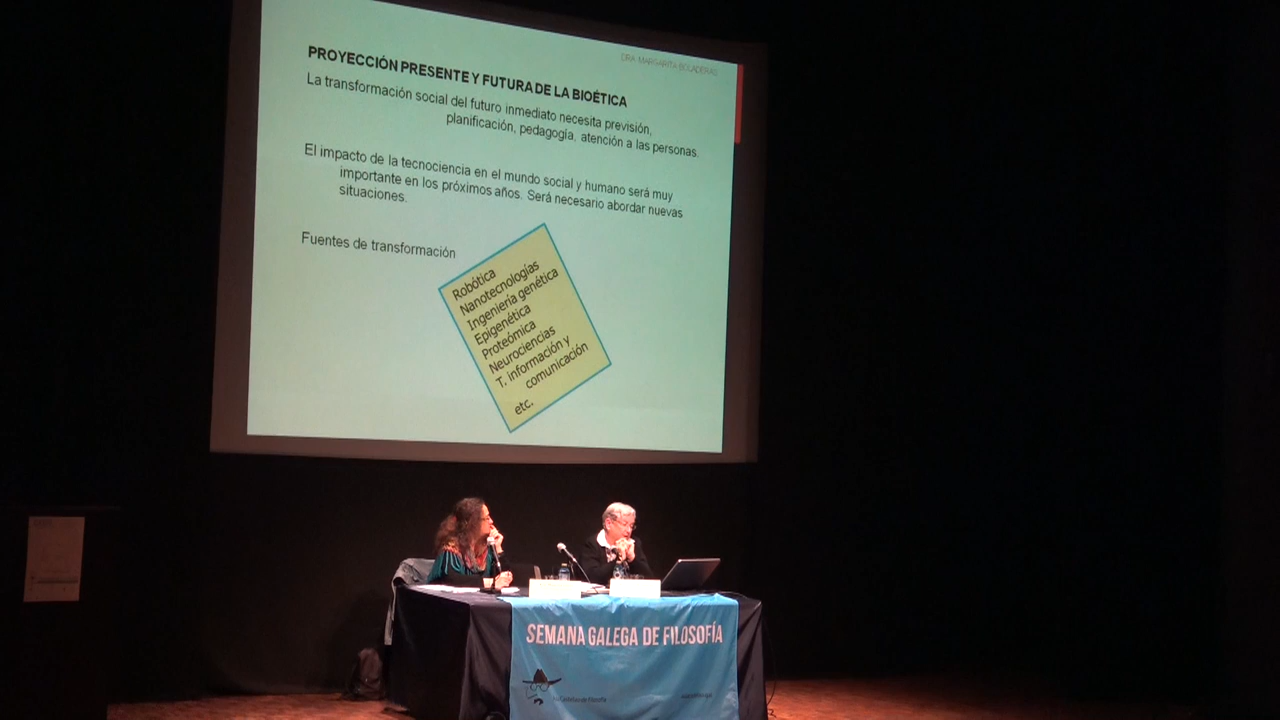 DRA. MARGARITA BOLADERAS
PROYECCIÓN PRESENTE Y FUTURA DE LA BIOÉTICA
La transformación social del futuro inmediato necesita previsión,
planificación, pedagogía, atención a las personas.
El impacto de la tecnociencia en el mundo social y humano será muy
importante en los próximos años. Será necesario abordar nuevas
situaciones.
Fuentes de transformación
Robótica
Nanotecnologías
Ingeniería genética
Epigenética
Proteómica
Neurociencias
T. información y
comunicación
etc.
SEMANA GALEGA DE FILOSOFÍA